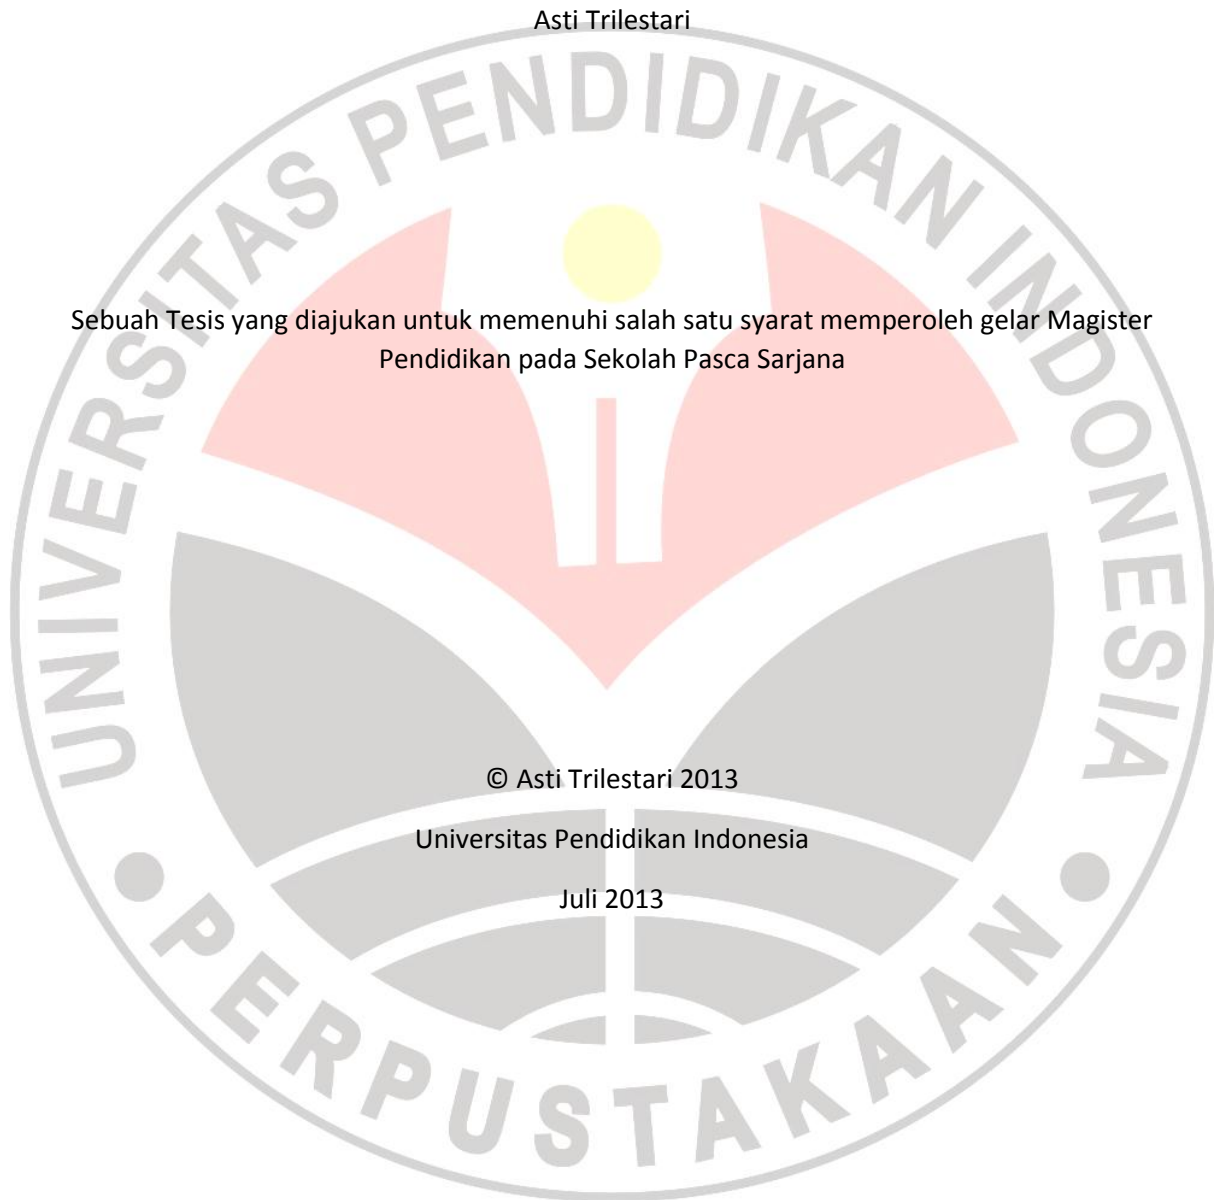 Asti Trilestari
UNIVERSITAS PENDIDIKAN INDONESIA
Sebuah Tesis yang diajukan untuk memenuhi salah satu syarat memperoleh gelar Magister
Pendidikan pada Sekolah Pasca Sarjana
© Asti Trilestari 2013
Universitas Pendidikan Indonesia
Juli 2013
PERPUSTAKAAN